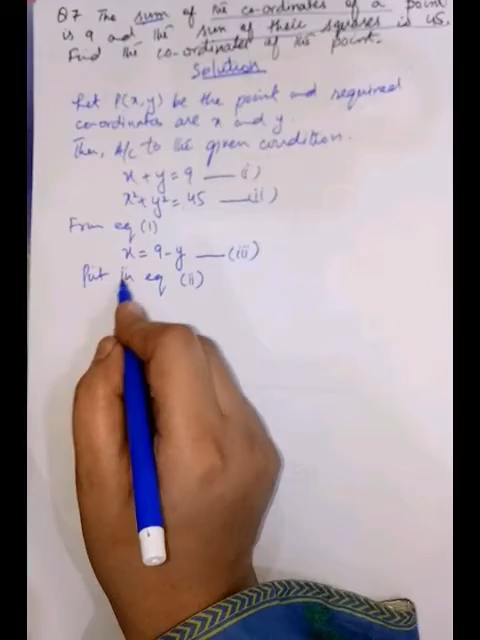 Q7 The sum of the co-ordinates of a point
is 9 and the sum of their squares is 45.
Find the co-ordinates of the point.
Solution
Let P(x,y) be the point and required
co-ordinates are x and y.
Then, A/C to the given condition.
x + y = 9 —(i)
x² + y² = 45 —(ii)
From eq (1)
x = 9 - y —(iii)
Put in eq (ii)